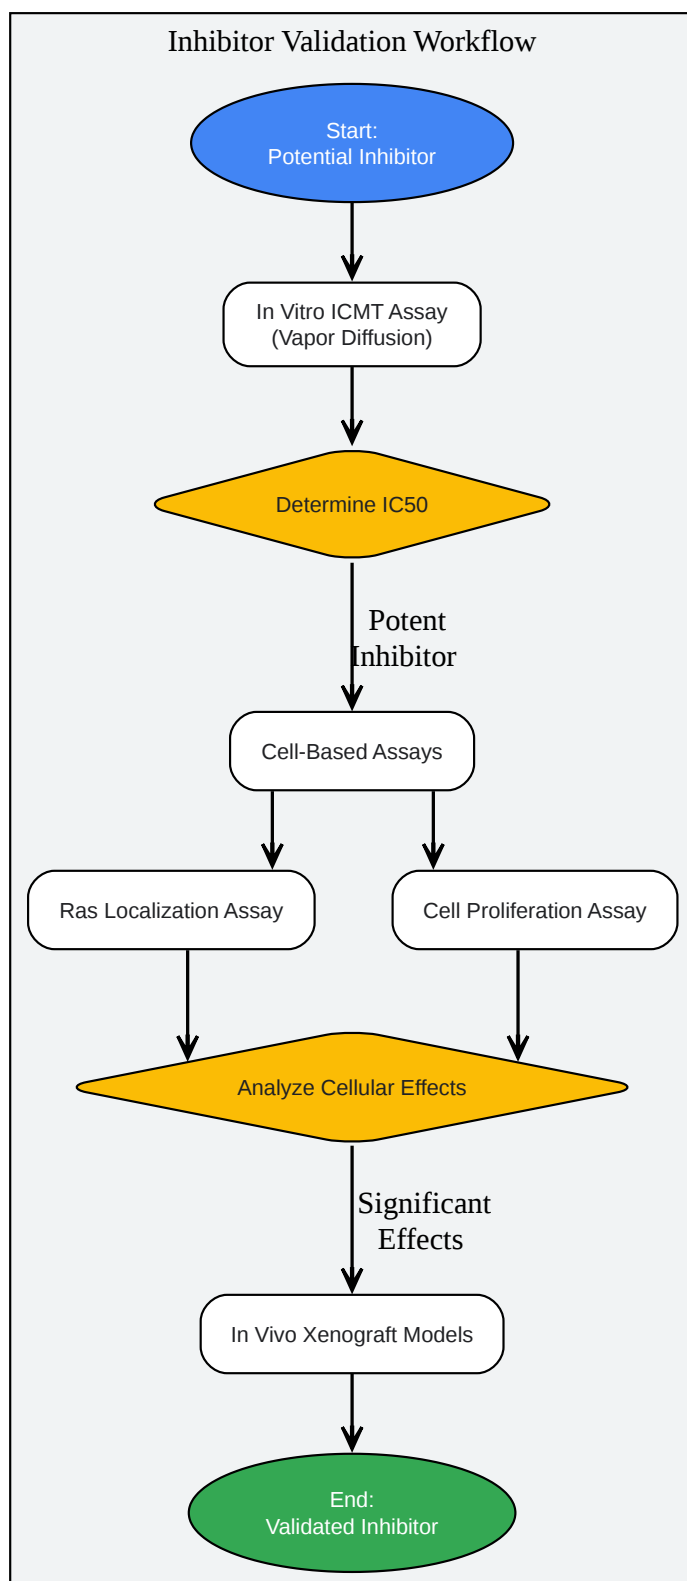 Inhibitor Validation Workflow
Start:
Potential Inhibitor
In Vitro ICMT Assay
(Vapor Diffusion)
Determine IC50
Potent
Inhibitor
Cell-Based Assays
Ras Localization Assay
Cell Proliferation Assay
Analyze Cellular Effects
Significant
Effects
In Vivo Xenograft Models
End:
Validated Inhibitor